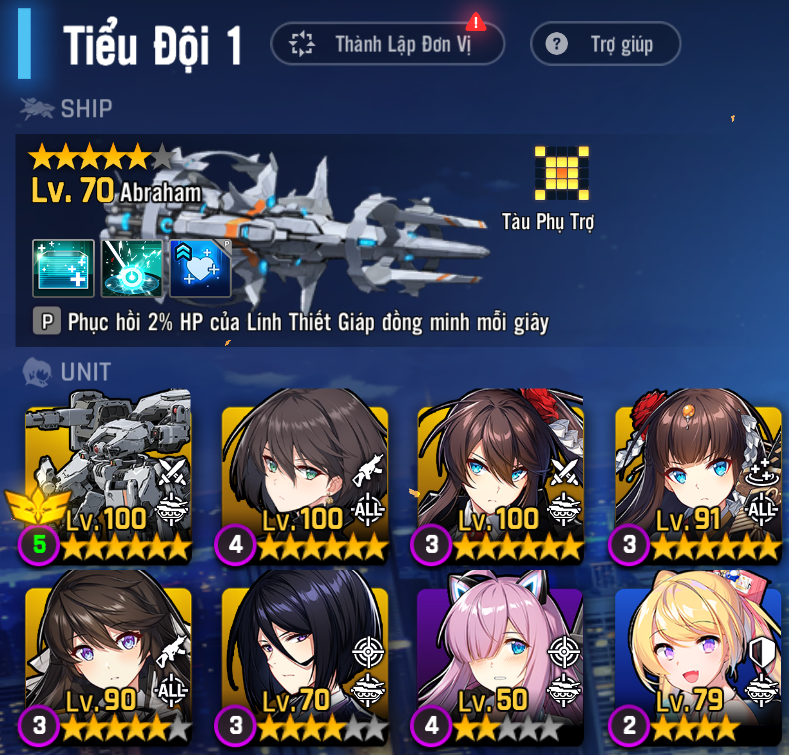 Tiểu Đội 1
Thành Lập Đơn Vị
!
? Trợ giúp
SHIP
Lv. 70 Abraham
Tàu Phụ Trợ
P
P Phục hồi 2% HP của Lính Thiết Giáp đồng minh mỗi giây
UNIT
Lv. 100
5
Lv. 100
ALL
4
Lv. 100
3
Lv. 91
ALL
3
Lv. 90
ALL
3
Lv. 70
3
Lv. 50
4
Lv. 79
2